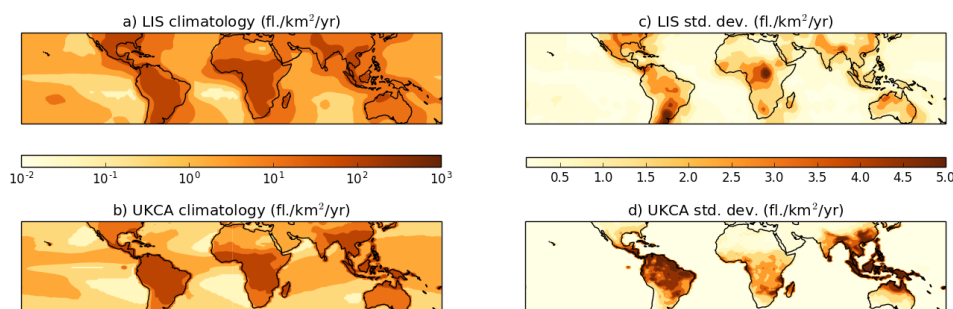 a) LIS climatology (fl./km²/yr)
c) LIS std. dev. (fl./km²/yr)
10⁻² 10⁻¹ 10⁰ 10¹ 10² 10³
0.5 1.0 1.5 2.0 2.5 3.0 3.5 4.0 4.5 5.0
b) UKCA climatology (fl./km²/yr)
d) UKCA std. dev. (fl./km²/yr)